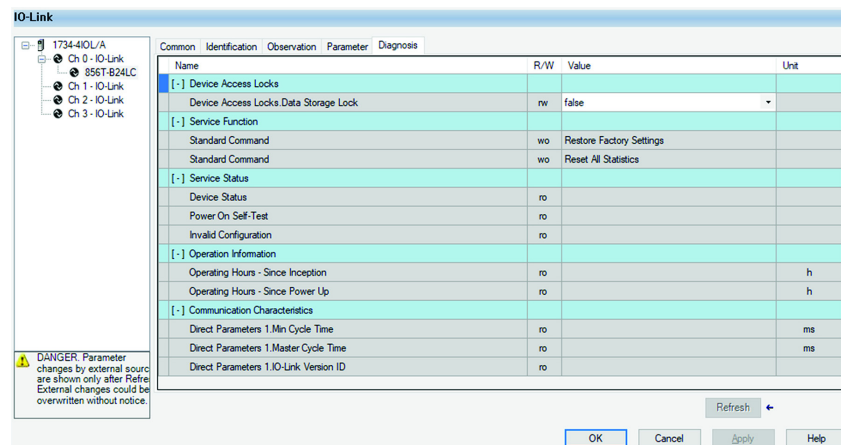 IO-Link
1734-4IOL/A
Ch 0 - IO-Link
856T-B24LC
Ch 1 - IO-Link
Ch 2 - IO-Link
Ch 3 - IO-Link
DANGER. Parameter
changes by external sourc
are shown only after Refre
External changes could be
overwritten without notice.
Common Identification Observation Parameter Diagnosis
Name R/W Value Unit
[-] Device Access Locks
Device Access Locks.Data Storage Lock rw false
[-] Service Function
Standard Command wo Restore Factory Settings
Standard Command wo Reset All Statistics
[-] Service Status
Device Status ro
Power On Self-Test ro
Invalid Configuration ro
[-] Operation Information
Operating Hours - Since Inception ro h
Operating Hours - Since Power Up ro h
[-] Communication Characteristics
Direct Parameters 1.Min Cycle Time ro ms
Direct Parameters 1.Master Cycle Time ro ms
Direct Parameters 1.IO-Link Version ID ro
Refresh
OK Cancel Apply Help